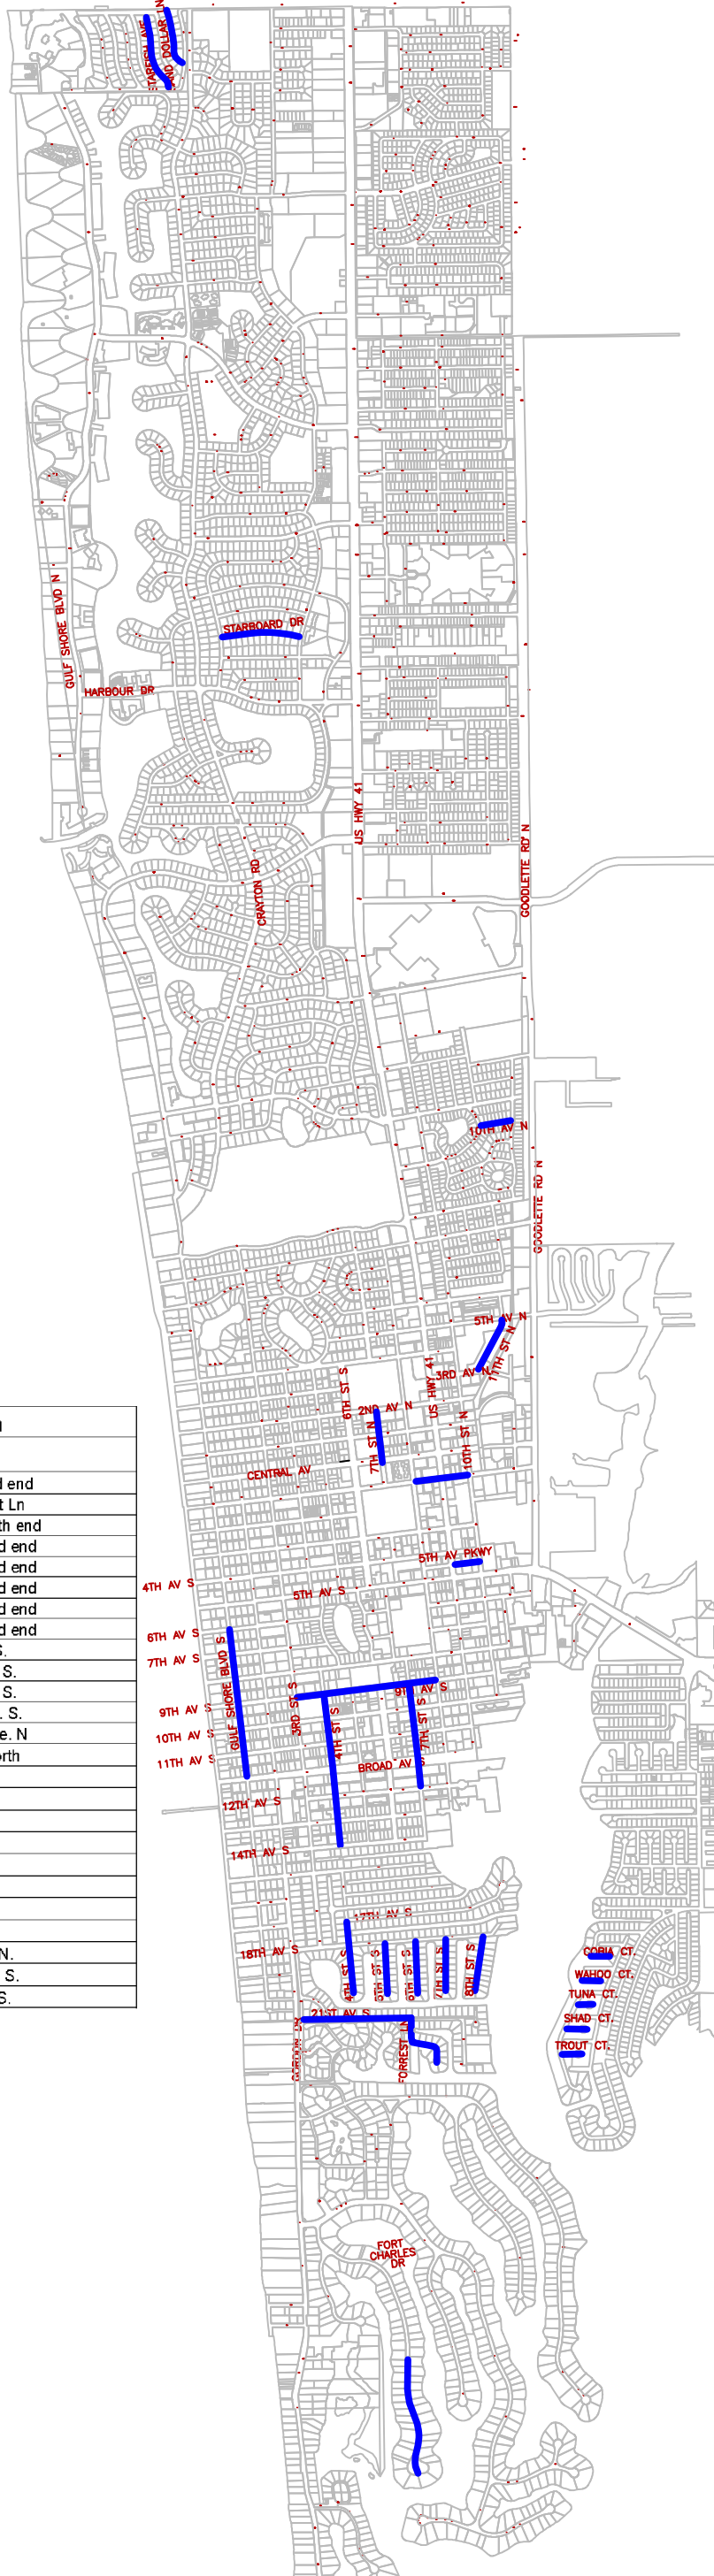 STARFISH AVE
SAND DOLLAR LN
STARBOARD DR
GULF SHORE BLVD N
HARBOUR DR
US HWY 41
CRAYTON RD
GOODLETTE RD N
10TH AV N
GOODLETTE RD N
5TH AV N
11TH ST N
3RD AV N
US HWY 41
6TH ST S
2ND AV N
7TH ST N
10TH ST N
CENTRAL AV
d end
t Ln
th end
d end
d end
d end
d end
d end
S.
S.
S.
. S.
e. N
orth
N.
S.
S.
5TH AV PKWY
4TH AV S
5TH AV S
6TH AV S
7TH AV S
GULF SHORE BLVD S
9TH AV S
3RD ST S
9TH AV S
4TH ST S
7TH ST S
10TH AV S
11TH AV S
BROAD AV S
12TH AV S
14TH AV S
17TH AV S
18TH AV S
4TH ST S
5TH ST S
6TH ST S
7TH ST S
8TH ST S
COBIA CT.
WAHOO CT.
TUNA CT.
SHAD CT.
TROUT CT.
21ST AV S
GORDON DR
FORREST LN
FORT
CHARLES
DR